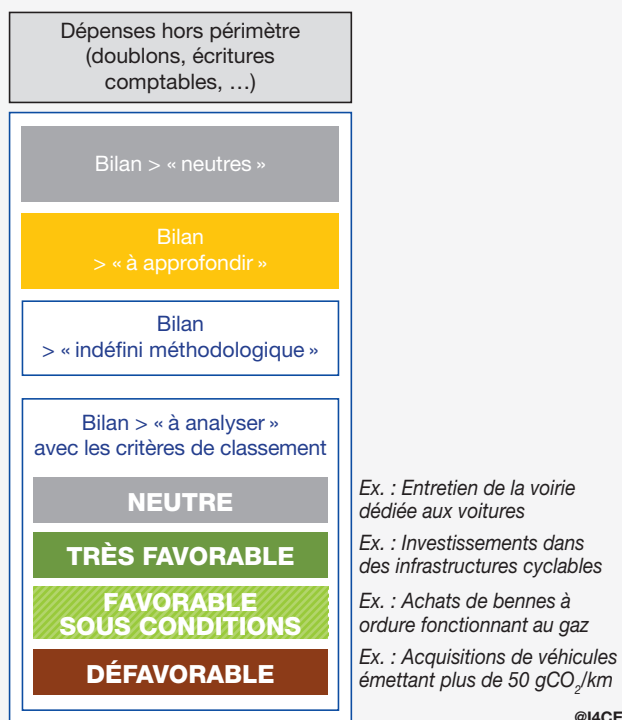 Dépenses hors périmètre
(doublons, écritures
comptables, …)
Bilan > « neutres »
Bilan
> « à approfondir »
Bilan
> « indéfini méthodologique »
Bilan > « à analyser »
avec les critères de classement
NEUTRE
Ex. : Entretien de la voirie
dédiée aux voitures
TRÈS FAVORABLE
Ex. : Investissements dans
des infrastructures cyclables
FAVORABLE
SOUS CONDITIONS
Ex. : Achats de bennes à
ordure fonctionnant au gaz
DÉFAVORABLE
Ex. : Acquisitions de véhicules
émettant plus de 50 gCO₂/km
@I4CE